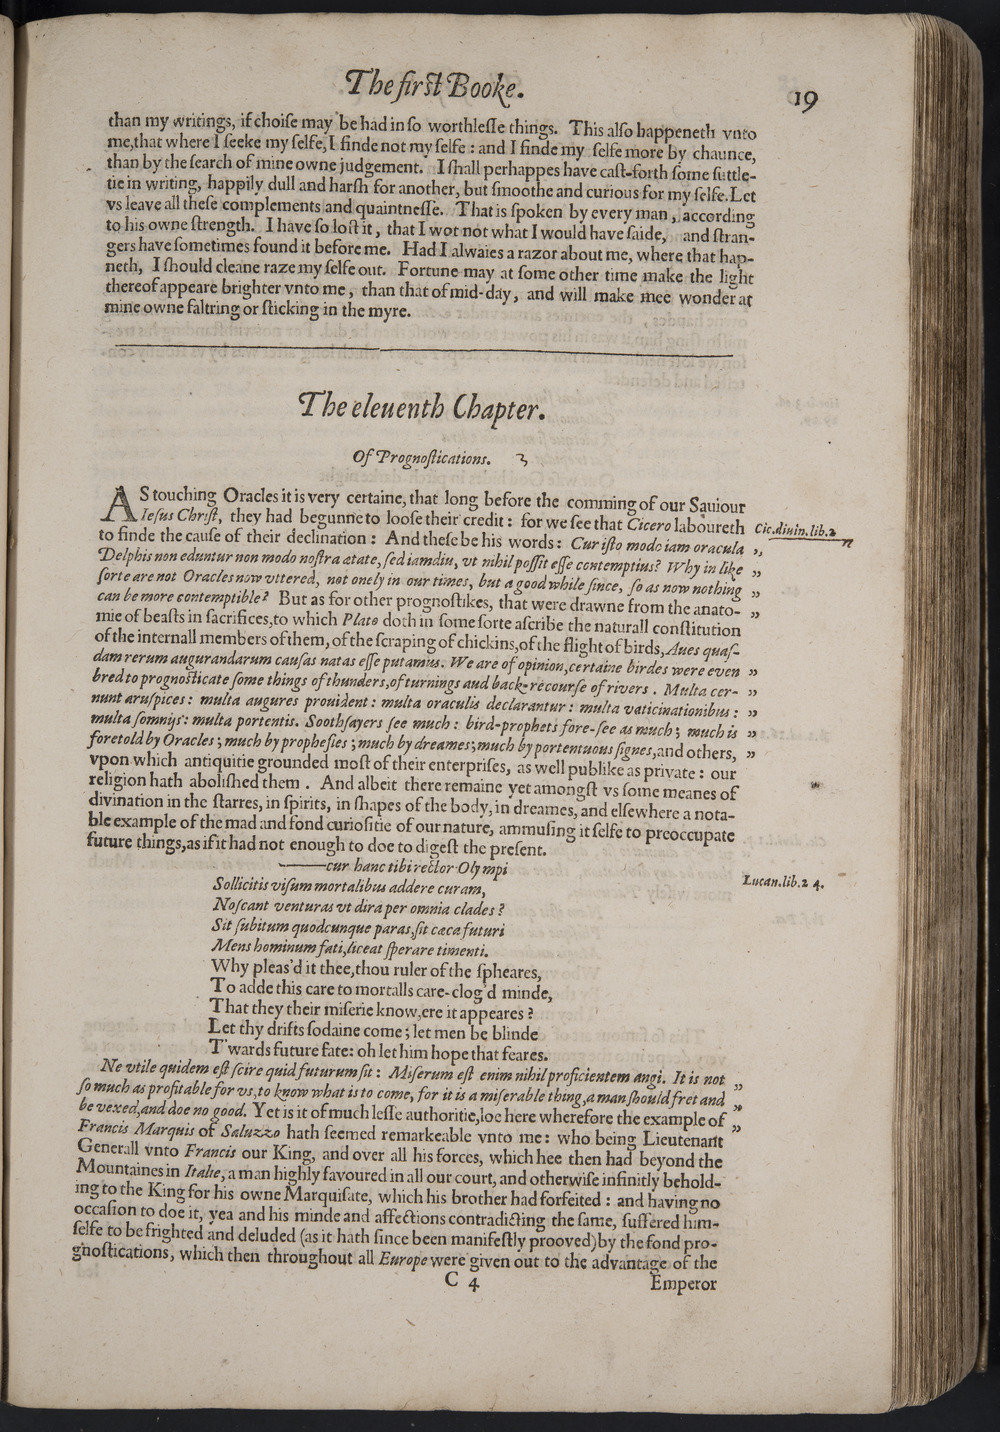 The firſt Booke.
19
than my writings, if choiſe may be had in ſo worthleſſe things. This alſo happeneth vnto
me, that where I ſeeke my ſelfe, I finde not my ſelfe : and I finde my ſelfe more by chaunce,
than by the ſearch of mine owne judgement. I ſhall perhappes have caſt-forth ſome ſuttle-
tie in writing, happily dull and harſh for another, but ſmoothe and curious for my ſelfe. Let
vs leave all theſe complements and quaintneſſe. That is ſpoken by every man, according
to his owne ſtrength. I have ſo loſt it, that I wot not what I would have ſaide, and ſtran-
gers have ſometimes found it before me. Had I alwaies a razor about me, where that hap-
neth, I ſhould cleane raze my ſelfe out. Fortune may at ſome other time make the light
thereof appeare brighter vnto me, than that of mid-day, and will make mee wonder at
mine owne faltring or ſticking in the myre.
The eleuenth Chapter.
Of Prognoſtications.
AS touching Oracles it is very certaine, that long before the comming of our Sauiour
Ieſus Chriſt, they had begunne to looſe their credit : for we ſee that Cicero laboureth
Cic. diuin. lib. 2
to finde the cauſe of their declination : And theſe be his words : Cur iſto modo iam oracula „
Delphis non eduntur non modo noſtra ætate, ſed iamdiu, vt nihil poſſit eſſe contemptius? Why in like „
ſorte are not Oracles now vttered, not onely in our times, but a good while ſince, ſo as now nothing „
can be more contemptible? But as for other prognoſtikes, that were drawne from the anato- „
mie of beaſts in ſacrifices, to which Plato doth in ſome ſorte aſcribe the naturall conſtitution
of the internall members of them, of the ſcraping of chickins, of the flight of birds, Aues quaſ-
dam rerum augurandarum cauſas natas eſſe putamus. We are of opinion, certaine birdes were even „
bred to prognoſticate ſome things of thunders, of turnings aud back-recourſe of rivers. Multa cer- „
nunt aruſpices : multa augures prouident : multa oraculis declarantur : multa vaticinationibus : „
multa ſomnijs : multa portentis. Soothſayers ſee much : bird-prophets fore-ſee as much ; much is „
foretold by Oracles ; much by propheſies ; much by dreames; much by portentuous ſignes, and others, „
vpon which antiquitie grounded moſt of their enterpriſes, as well publike as private : our
religion hath aboliſhed them. And albeit there remaine yet amongſt vs ſome meanes of
divination in the ſtarres, in ſpirits, in ſhapes of the body, in dreames, and elſewhere a nota-
ble example of the mad and fond curioſitie of our nature, ammuſing it ſelfe to preoccupate
future things, as if it had not enough to doe to digeſt the preſent.
——cur hanc tibi rector Olympi
Lucan. lib. 2 4.
Sollicitis viſum mortalibus addere curam,
Noſcant venturas vt dira per omnia clades ?
Sit ſubitum quodcunque paras, ſit cæca futuri
Mens hominum fati, liceat ſperare timenti.
Why pleas'd it thee, thou ruler of the ſpheares,
To adde this care to mortalls care-clog'd minde,
That they their miſerie know, ere it appeares ?
Let thy drifts ſodaine come ; let men be blinde
T'wards future fate: oh let him hope that feares.
Ne vtile quidem eſt ſcire quid futurum ſit : Miſerum eſt enim nihil proficientem angi. It is not „
ſo much as profitable for vs, to know what is to come, for it is a miſerable thing, a man ſhould fret and „
be vexed, and doe no good. Yet is it of much leſſe authoritie, loe here wherefore the example of „
Francis Marquis of Saluzzo hath ſeemed remarkeable vnto me: who being Lieutenant
Generall vnto Francis our King, and over all his forces, which hee then had beyond the
Mountaines in Italie, a man highly favoured in all our court, and otherwiſe infinitly behold-
ing to the King for his owne Marquiſate, which his brother had forfeited : and having no
occaſion to doe it, yea and his minde and affections contradicting the ſame, ſuffered him-
ſelfe to be frighted and deluded (as it hath ſince been manifeſtly prooved) by the fond pro-
gnoſtications, which then throughout all Europe were given out to the advantage of the
C 4
Emperor